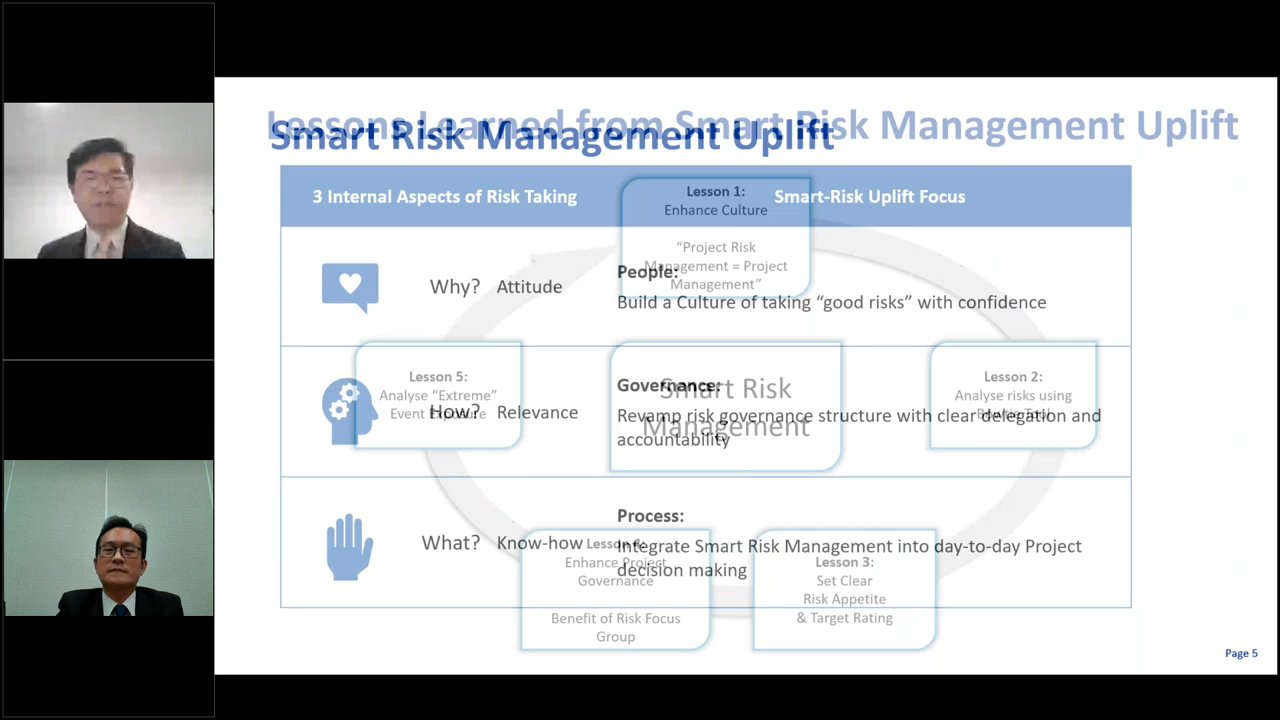 Lessons Learned from Smart Risk Management Uplift
Smart Risk Management Uplift
3 Internal Aspects of Risk Taking
Smart-Risk Uplift Focus
Why? Attitude
People:
Build a Culture of taking “good risks” with confidence
How? Relevance
Governance:
Revamp risk governance structure with clear delegation and
accountability
What? Know-how
Process:
Integrate Smart Risk Management into day-to-day Project
decision making
Lesson 1:
Enhance Culture
“Project Risk
Management = Project
Management”
Lesson 5:
Analyse “Extreme”
Event Exposure
Smart Risk
Management
Lesson 2:
Analyse risks using
Lesson 4:
Enhance Project
Governance
Benefit of Risk Focus
Group
Lesson 3:
Set Clear
Risk Appetite
& Target Rating
Page 5